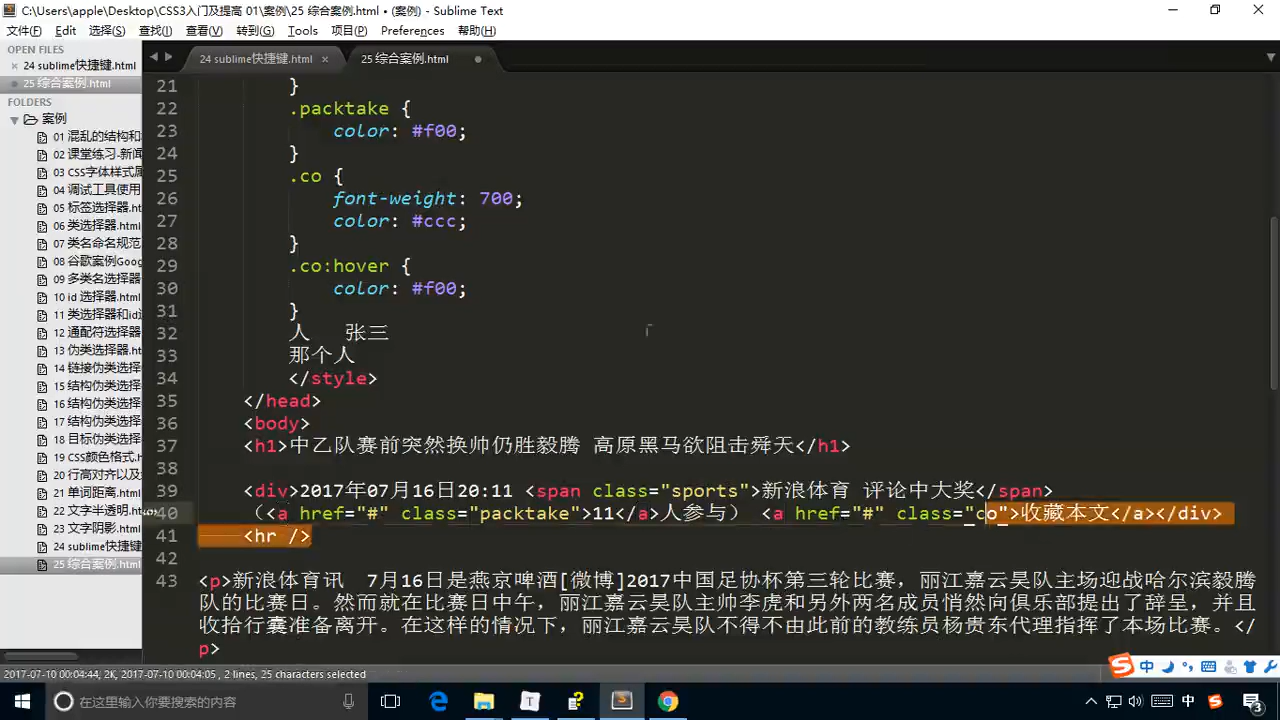 C:\Users\apple\Desktop\CSS3入门及提高 01\案例\25 综合案例.html • (案例) - Sublime Text
文件(F) Edit 选择(S) 查找(I) 查看(V) 转到(G) Tools 项目(P) Preferences 帮助(H)
OPEN FILES
24 sublime快捷键.html
25 综合案例.html
FOLDERS
案例
01 混乱的结构和
02 课堂练习-新闻
03 CSS字体样式属
04 调试工具使用
05 标签选择器.ht
06 类选择器.html
07 类名命名规范
08 谷歌案例Goog
09 多类名选择器
10 id 选择器.html
11 类选择器和id
12 通配符选择器
13 伪类选择器.ht
14 链接伪类选择
15 结构伪类选择
16 结构伪类选择
17 结构伪类选择
18 目标伪类选择
19 CSS颜色格式.
20 行高对齐以及
21 单词距离.html
22 文字半透明.ht
23 文字阴影.html
24 sublime快捷键
25 综合案例.html
24 sublime快捷键.html × 25 综合案例.html
21 }
22 .packtake {
23 color: #f00;
24 }
25 .co {
26 font-weight: 700;
27 color: #ccc;
28 }
29 .co:hover {
30 color: #f00;
31 }
32 人 张三
33 那个人
34 </style>
35 </head>
36 <body>
37 <h1>中乙队赛前突然换帅仍胜毅腾 高原黑马欲阻击舜天</h1>
38
39 <div>2017年07月16日20:11 <span class="sports">新浪体育 评论中大奖</span>
40 （<a href="#" class="packtake">11</a>人参与） <a href="#" class="co">收藏本文</a></div>
41 <hr />
42
43 <p>新浪体育讯 7月16日是燕京啤酒[微博]2017中国足协杯第三轮比赛，丽江嘉云昊队主场迎战哈尔滨毅腾
队的比赛日。然而就在比赛日中午，丽江嘉云昊队主帅李虎和另外两名成员悄然向俱乐部提出了辞呈，并且
收拾行囊准备离开。在这样的情况下，丽江嘉云昊队不得不由此前的教练员杨贵东代理指挥了本场比赛。</
p>
2017-07-10 00:04:44, 2K, 2017-07-10 00:04:05 , 2 lines, 25 characters selected
中
在这里输入你要搜索的内容
中
3